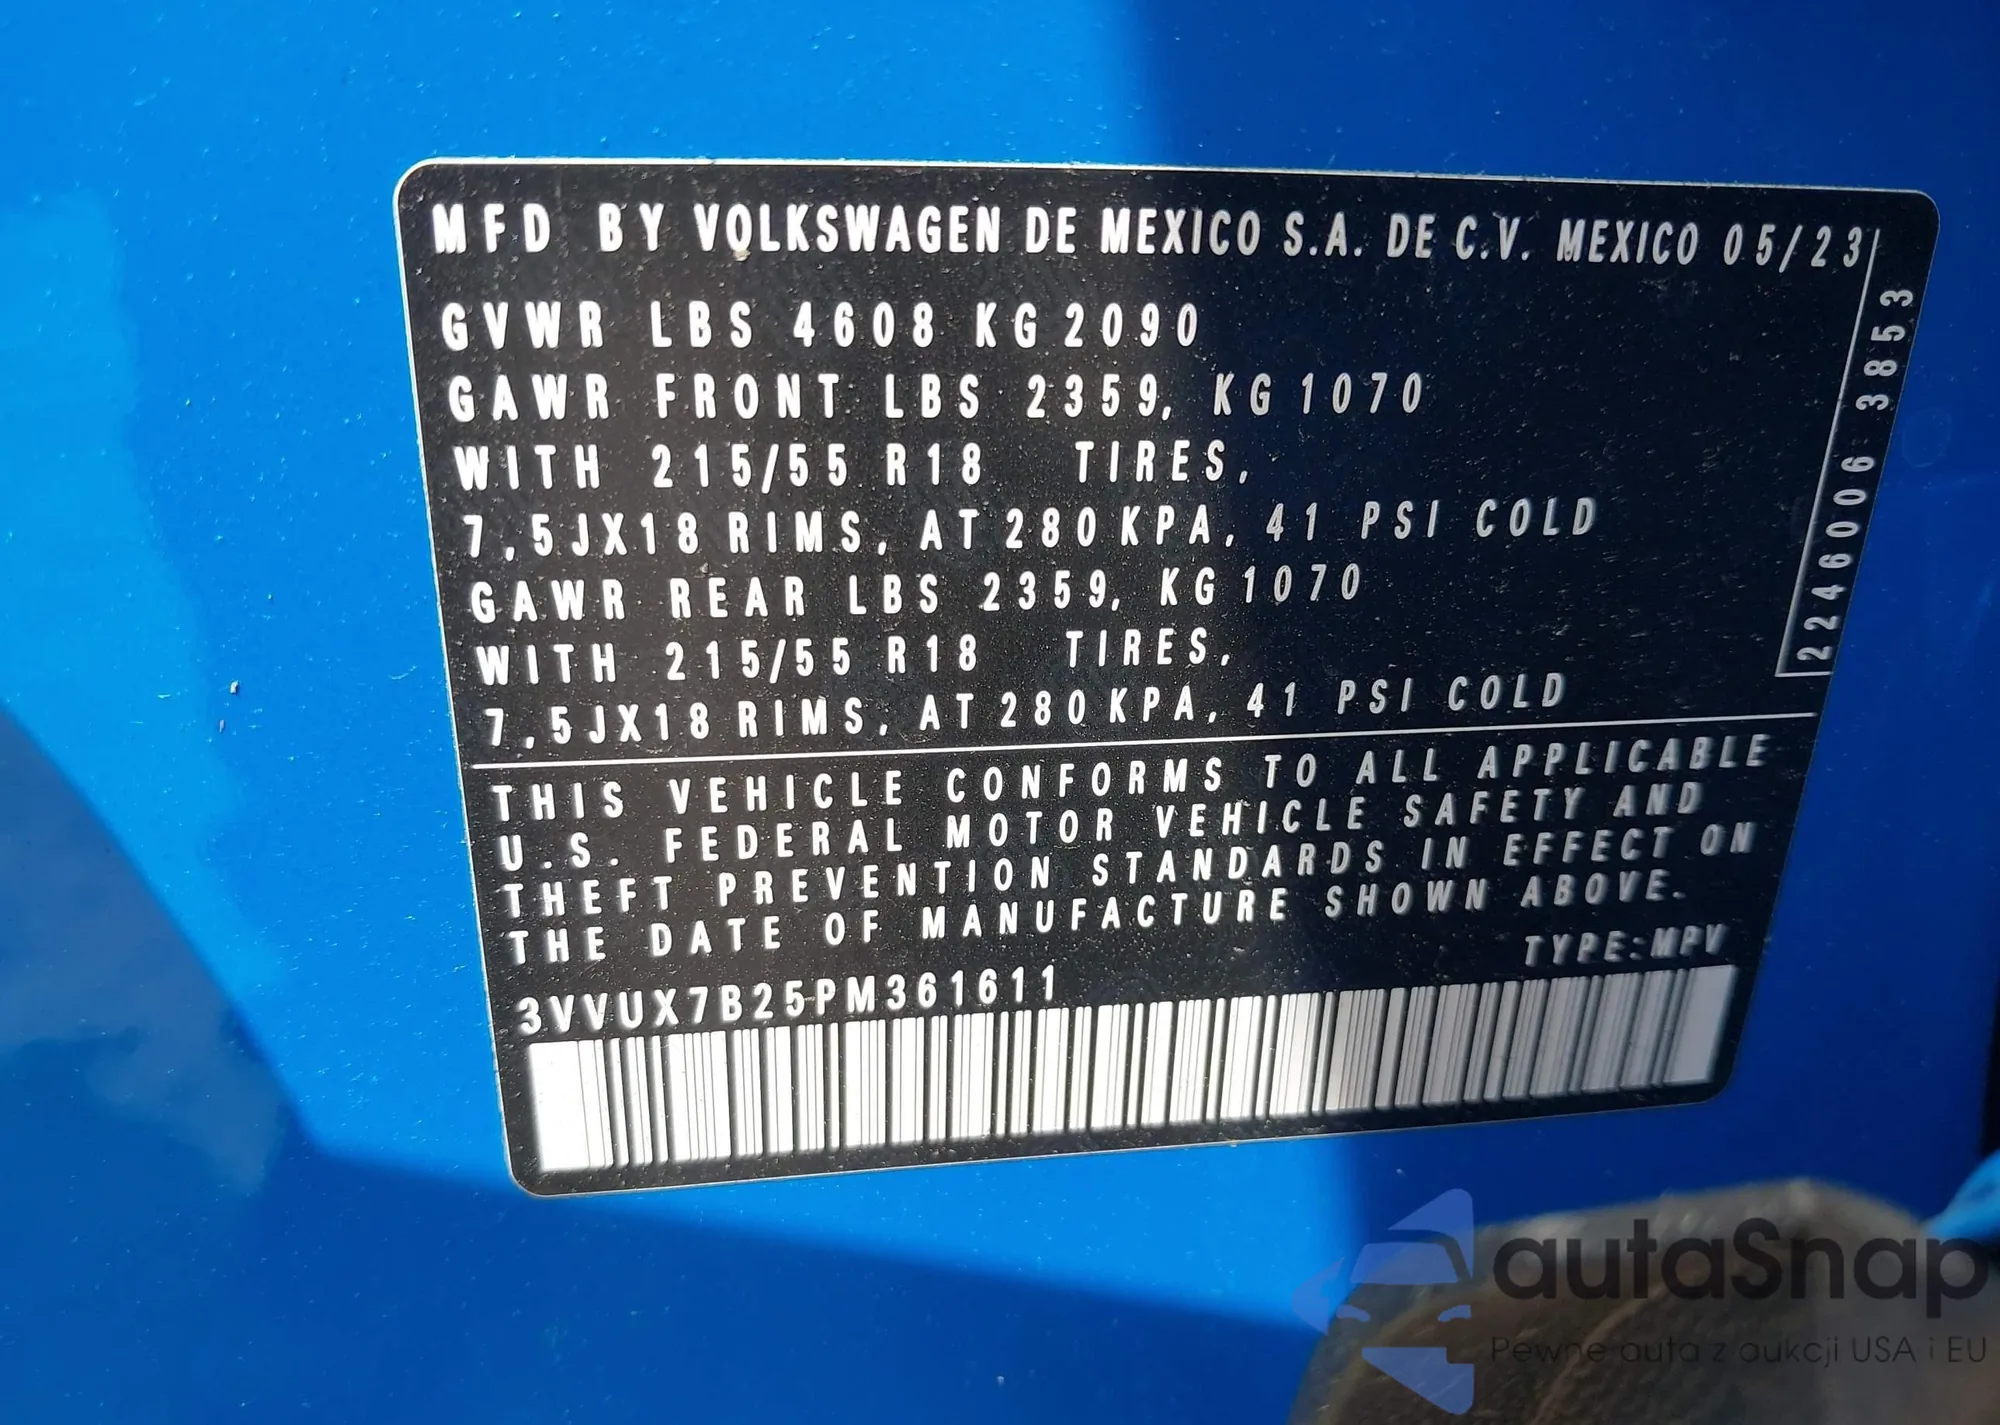 MFD BY VOLKSWAGEN DE MEXICO S.A. DE C.V. MEXICO 05/23
GVWR LBS 4608 KG 2090
GAWR FRONT LBS 2359, KG 1070
WITH 215/55 R18 TIRES,
7,5JX18 RIMS, AT 280 KPA, 41 PSI COLD
GAWR REAR LBS 2359, KG 1070
WITH 215/55 R18 TIRES,
7,5JX18 RIMS, AT 280 KPA, 41 PSI COLD
2246006 3853
THIS VEHICLE CONFORMS TO ALL APPLICABLE
U.S. FEDERAL MOTOR VEHICLE SAFETY AND
THEFT PREVENTION STANDARDS IN EFFECT ON
THE DATE OF MANUFACTURE SHOWN ABOVE.
TYPE:MPV
3VVUX7B25PM361611
autaSnap
Pewne auta z aukcji USA i EU